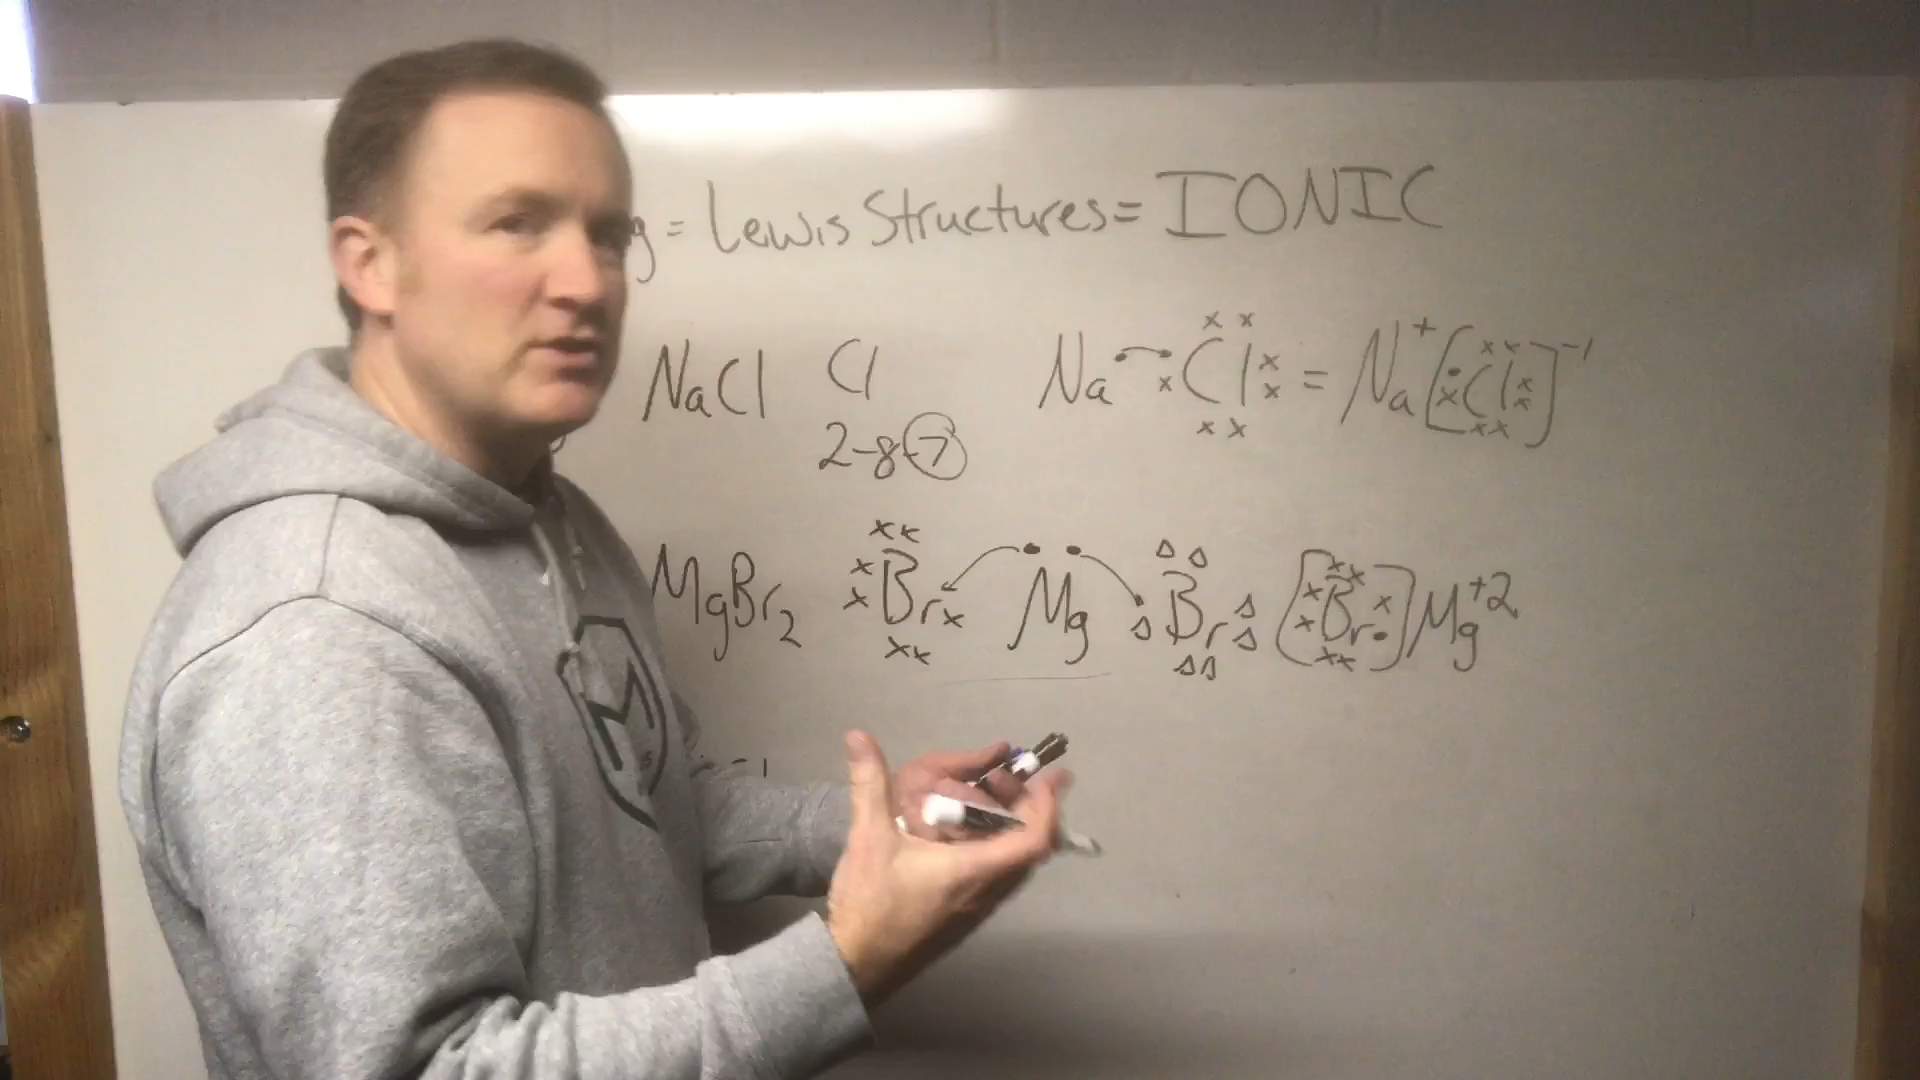 = Lewis Structures = IONIC
NaCl Cl Na Cl = Na⁺ [Cl]⁻¹
2-8-7
MgBr₂ Br Mg Br [Br] Mg⁺²
M